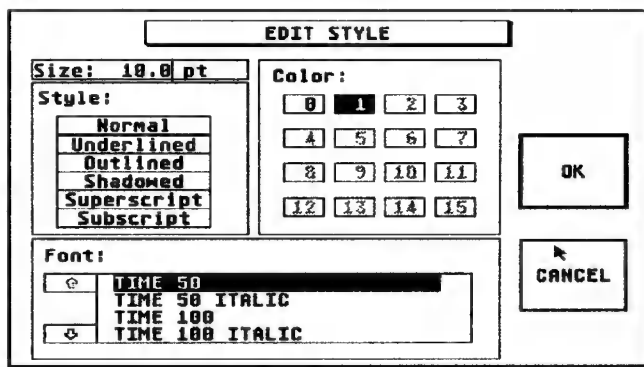 EDIT STYLE
Size: 10.0 pt
Style:
Normal
Underlined
Outlined
Shadowed
Superscript
Subscript
Color:
0 1 2 3
4 5 6 7
8 9 10 11
12 13 14 15
OK
CANCEL
Font:
TIME 50
TIME 50 ITALIC
TIME 100
TIME 100 ITALIC